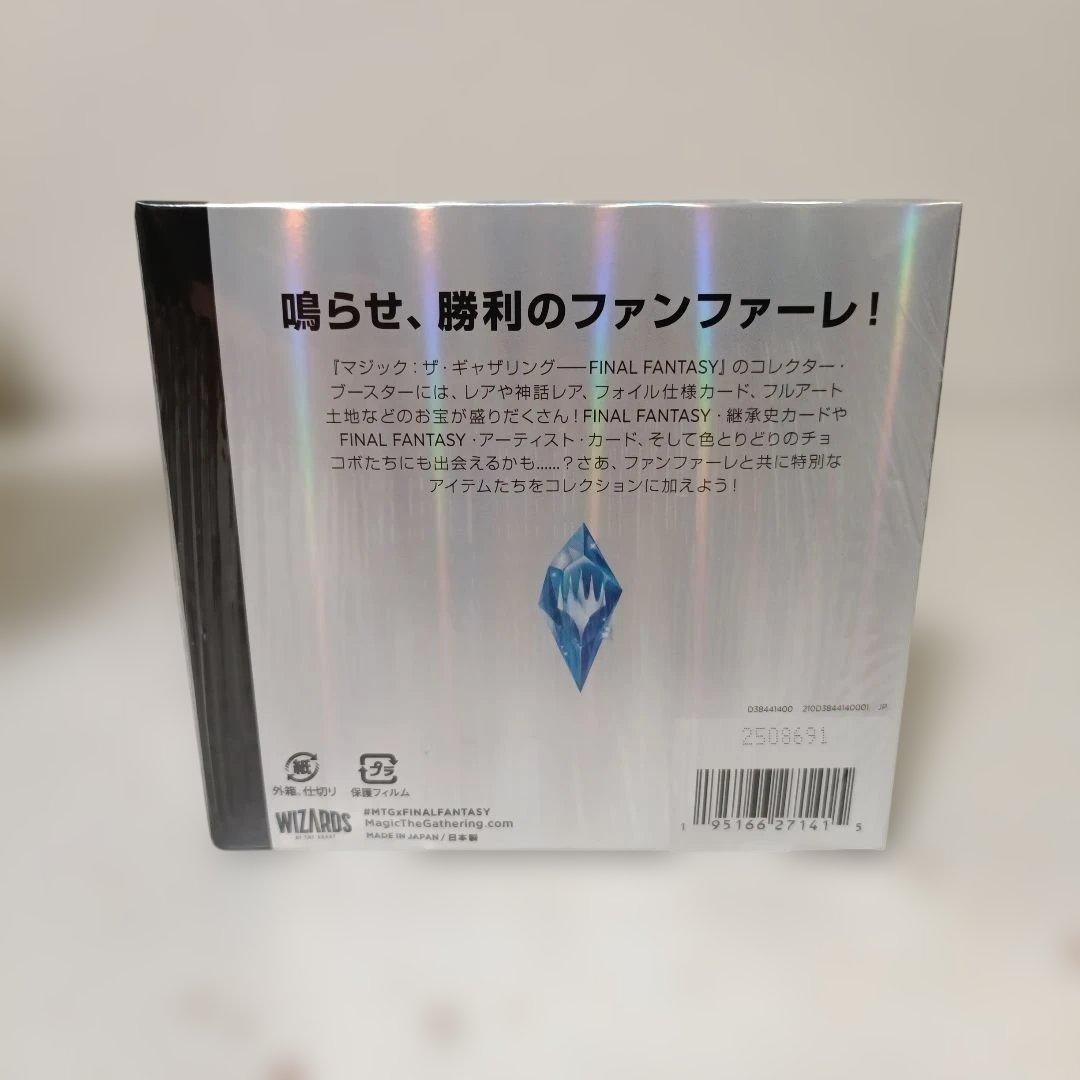 鳴らせ、勝利のファンファーレ！
『マジック：ザ・ギャザリング――FINAL FANTASY』のコレクター・
ブースターには、レアや神話レア、フォイル仕様カード、フルアート
土地などのお宝が盛りだくさん！FINAL FANTASY・継承史カードや
FINAL FANTASY・アーティスト・カード、そして色とりどりのチョ
コボたちにも出会えるかも……？さあ、ファンファーレと共に特別な
アイテムたちをコレクションに加えよう！
D38441400 210D3844140001 JP
2508691
紙 プラ
外箱、仕切り 保護フィルム
WIZARDS
OF THE COAST
#MTGxFINALFANTASY
MagicTheGathering.com
MADE IN JAPAN / 日本製
1 95166 27141 5